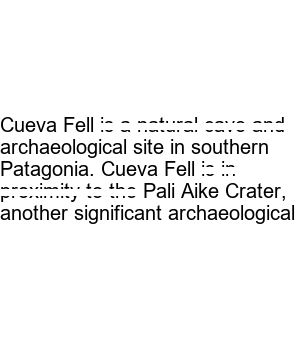 Cueva Fell is a natural cave and
archaeological site in southern
Patagonia. Cueva Fell is in
proximity to the Pali Aike Crater,
another significant archaeological